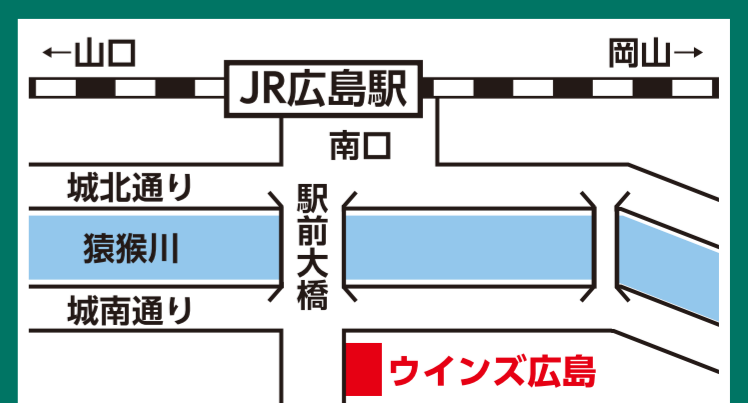 ←山口
岡山→
JR広島駅
南口
城北通り
駅前大橋
猿猴川
城南通り
ウインズ広島